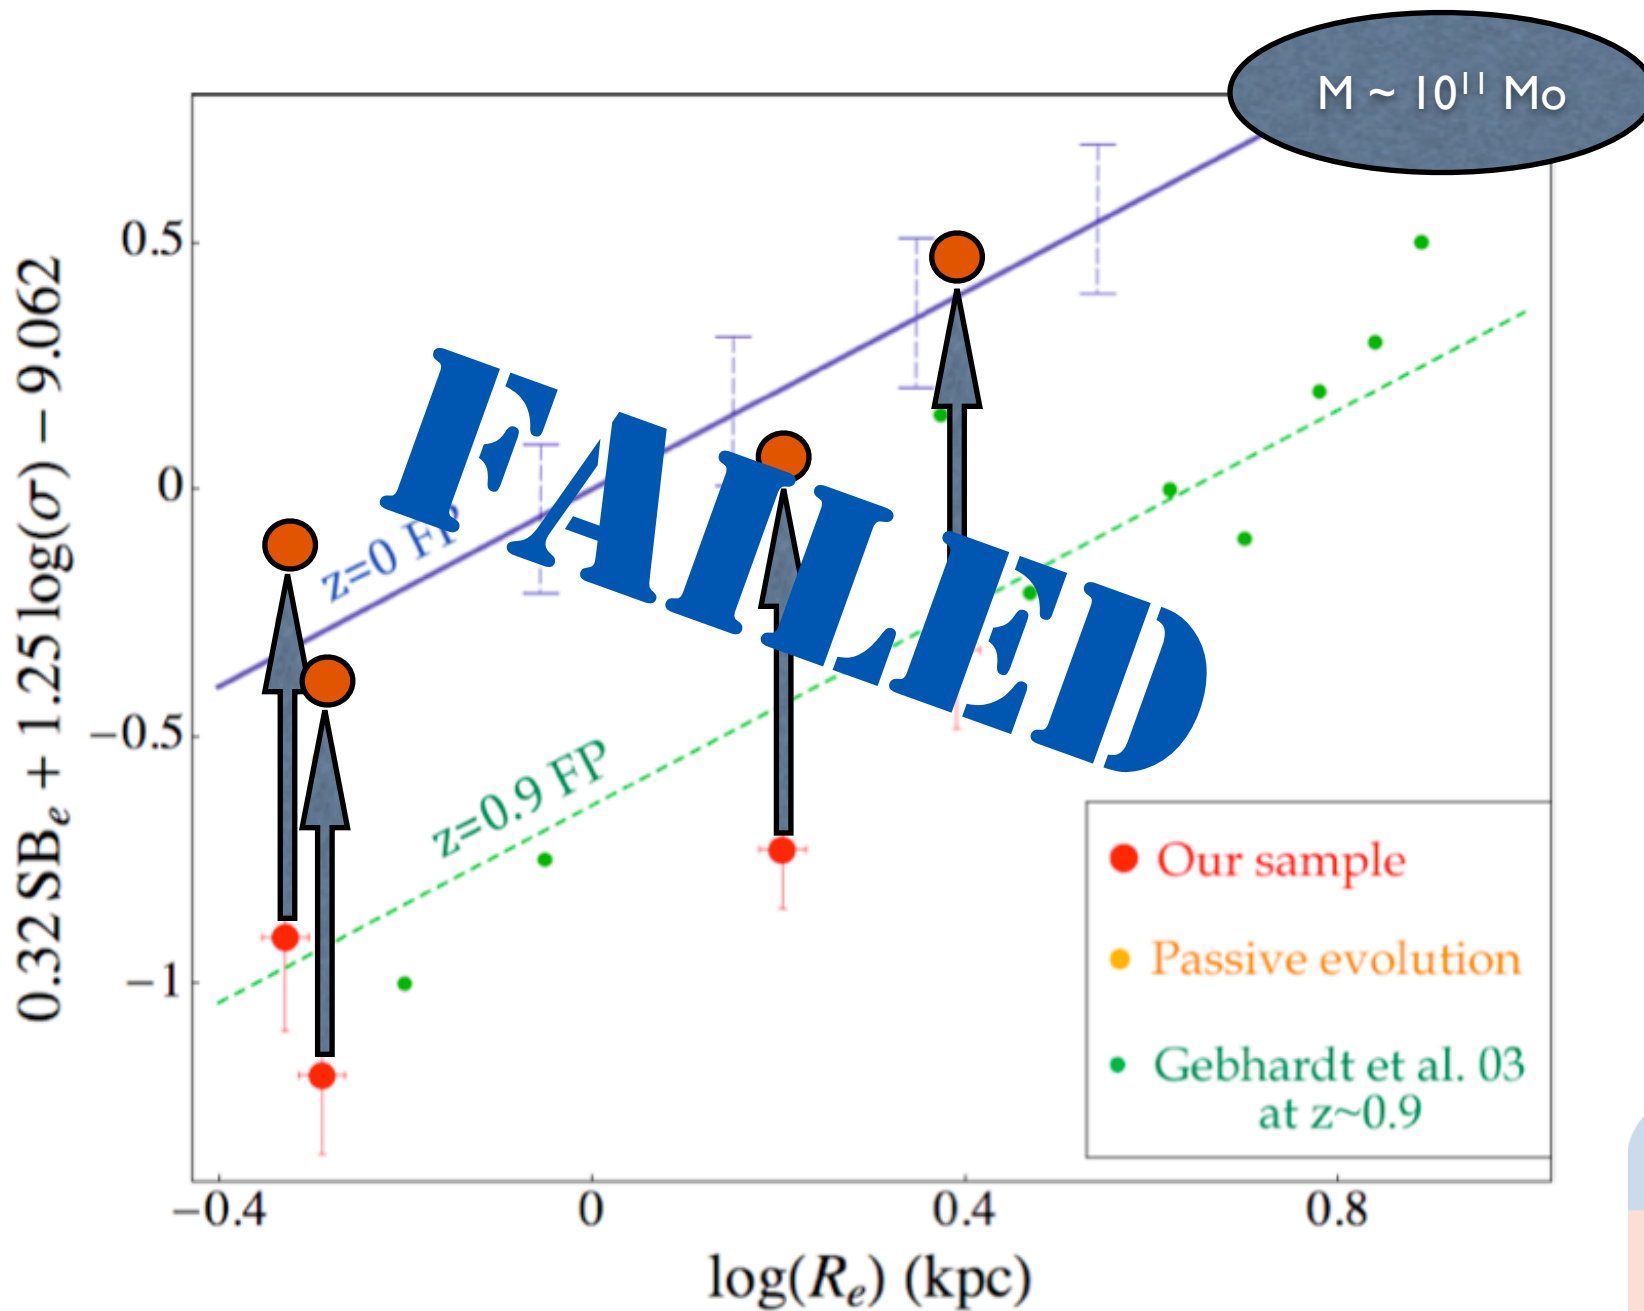 M ~ 10¹¹ Mo
0.32 SBₑ + 1.25 log(σ) − 9.062
0.5
0
−0.5
−1
z=0 FP
FAILED
z=0.9 FP
Our sample
Passive evolution
Gebhardt et al. 03
at z~0.9
−0.4
0
0.4
0.8
log(Rₑ) (kpc)